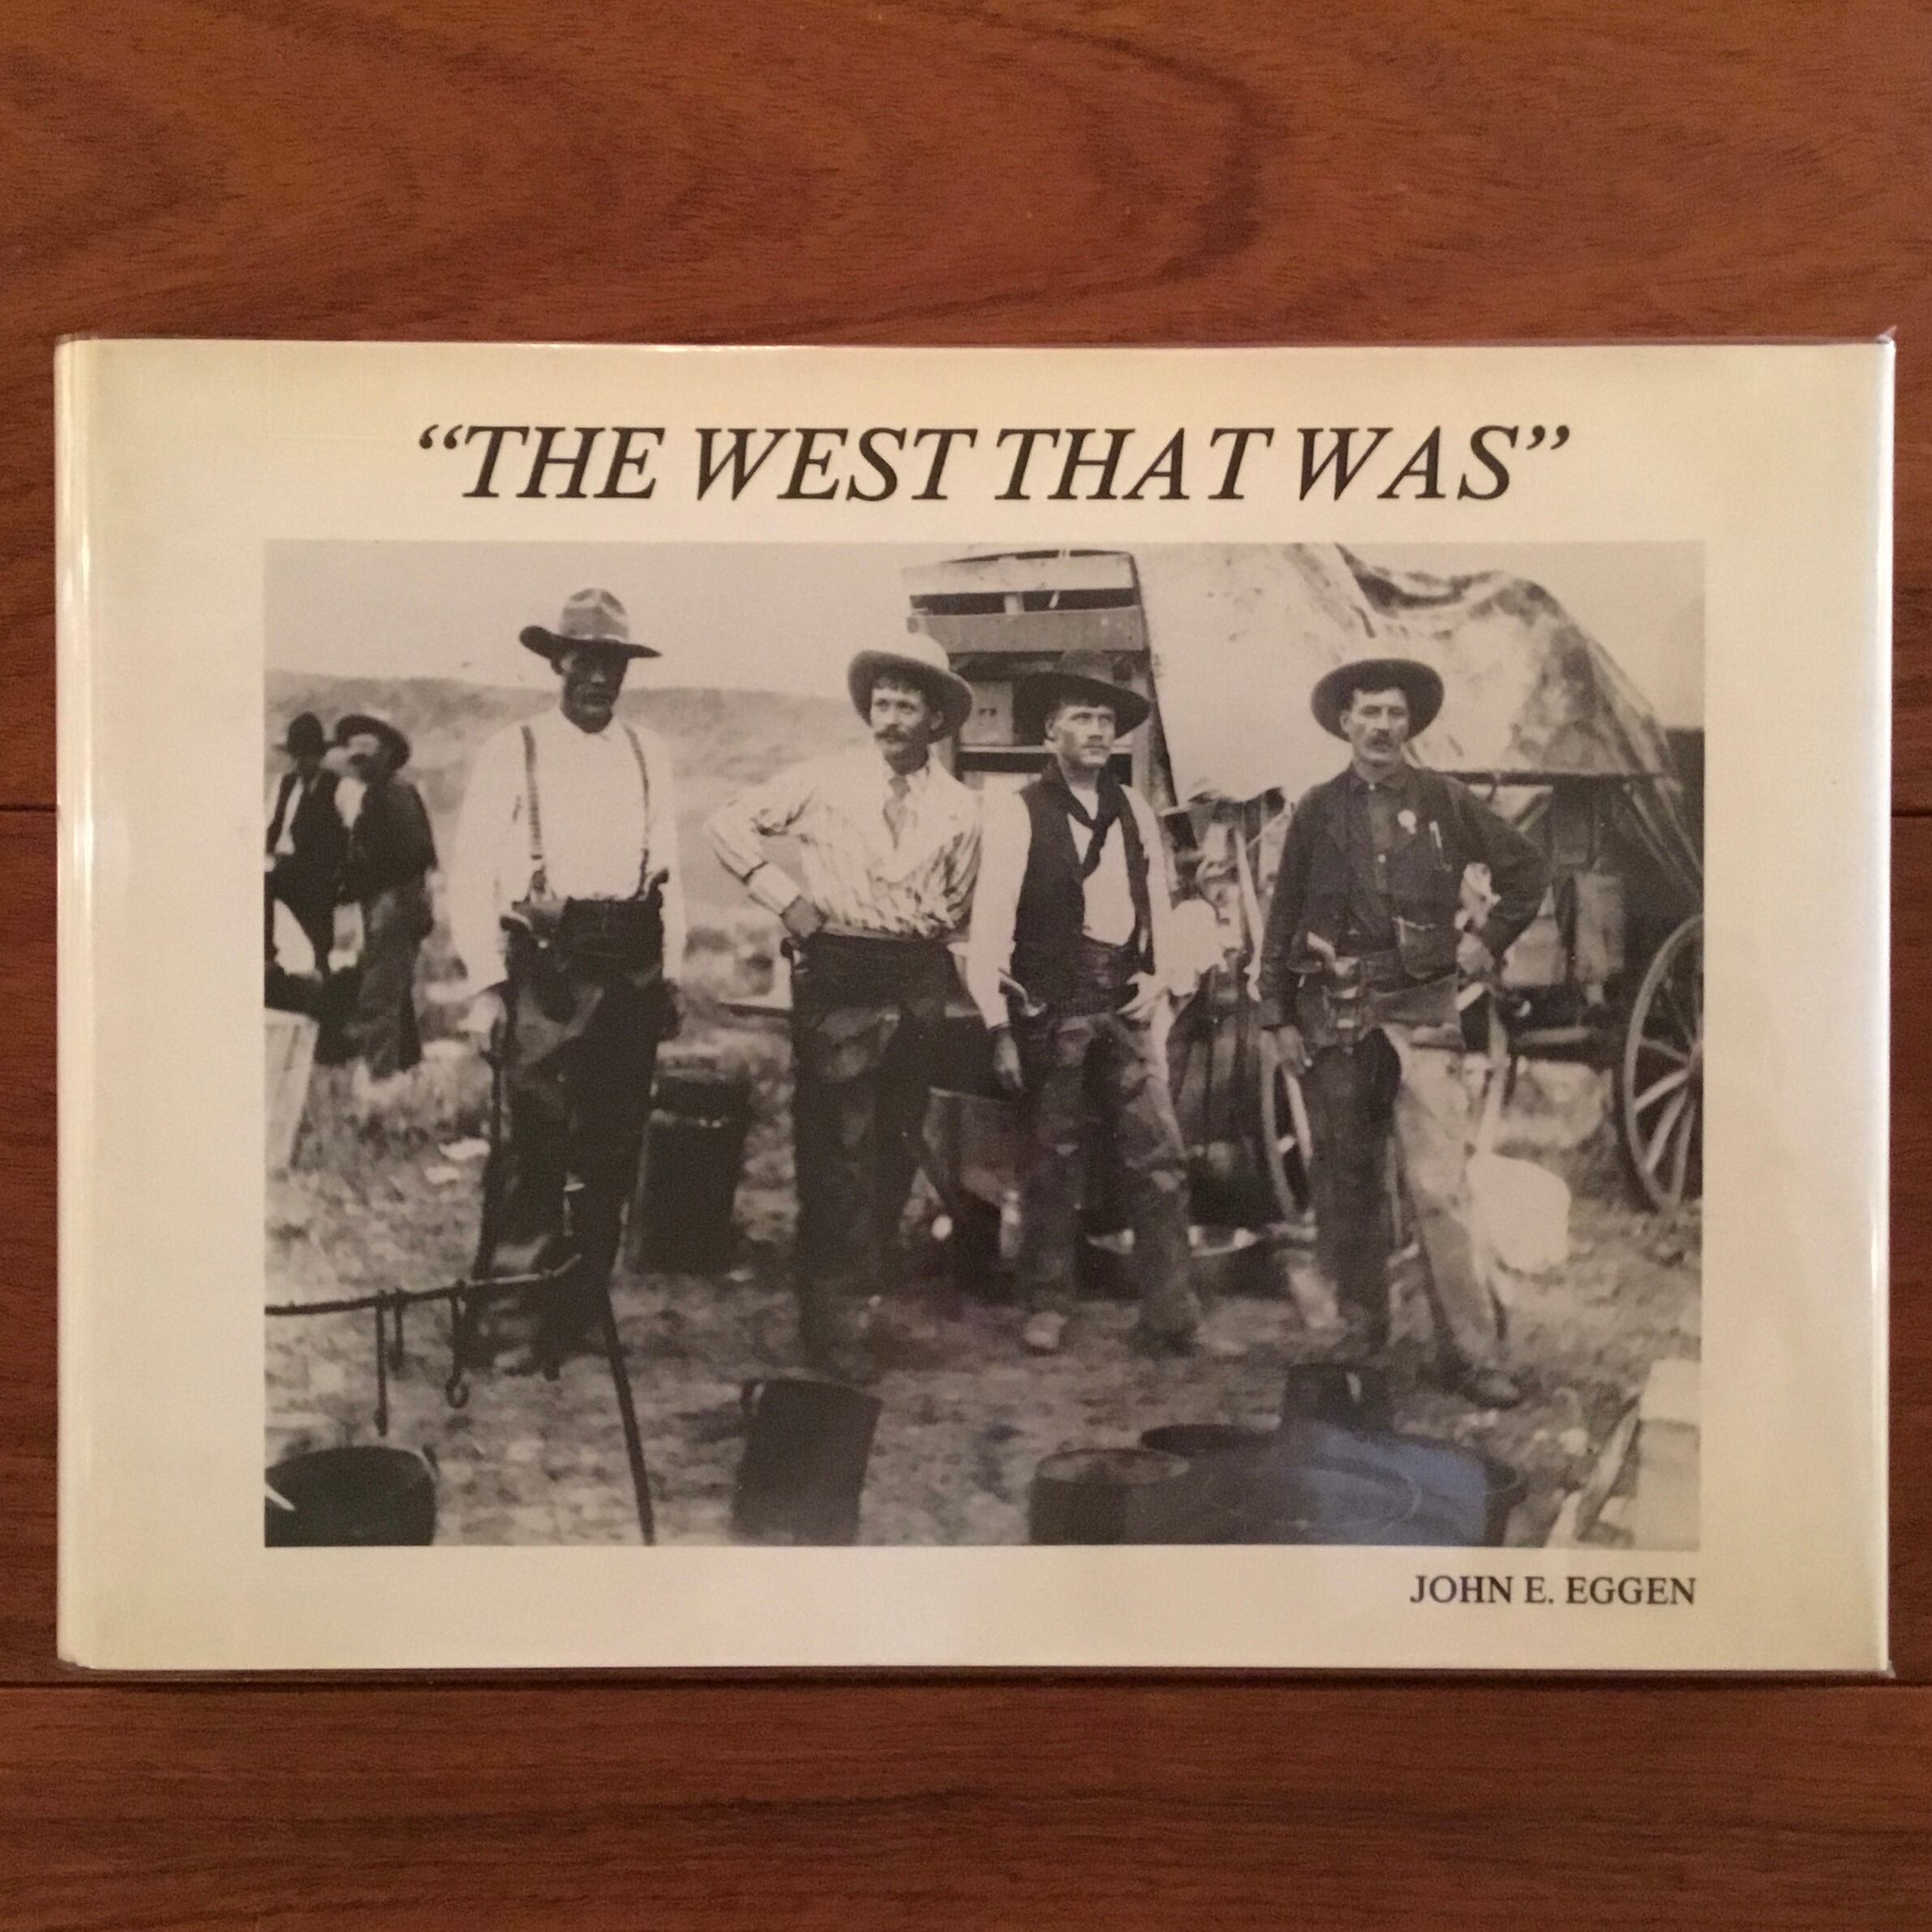 “THE WEST THAT WAS”
JOHN E. EGGEN